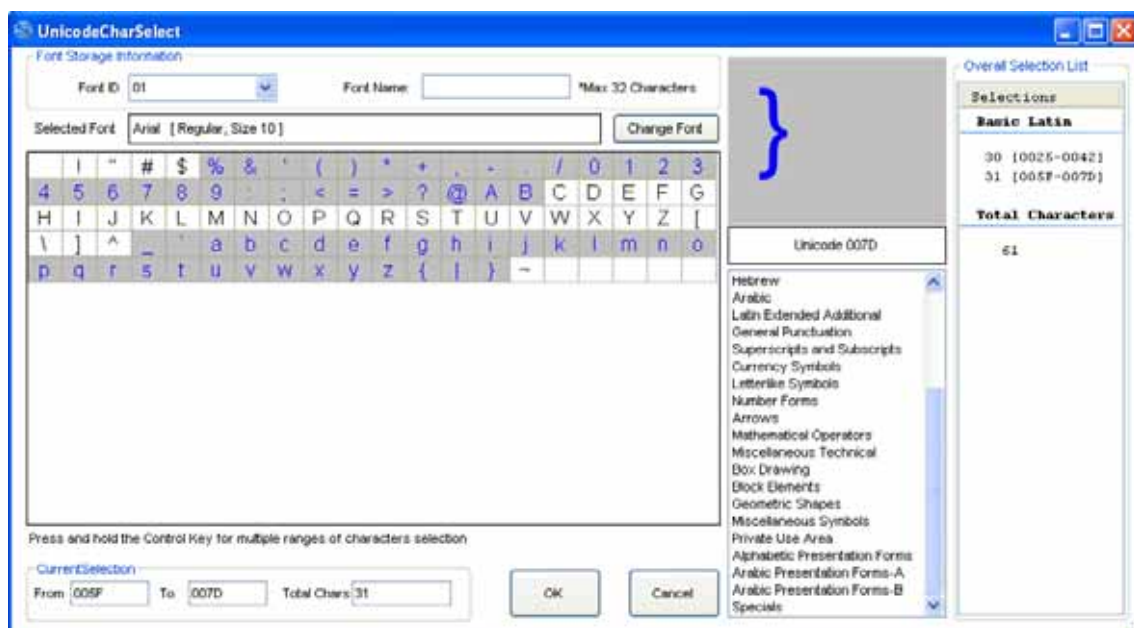 UnicodeCharSelect
Font Storage Information
Font ID 01
Font Name
*Max 32 Characters
Selected Font Arial [ Regular, Size 10 ]
Change Font
! " # $ % & ' ( ) * + , - . / 0 1 2 3
4 5 6 7 8 9 : ; < = > ? @ A B C D E F G
H I J K L M N O P Q R S T U V W X Y Z [
\ ] ^ _ ` a b c d e f g h i j k l m n o
p q r s t u v w x y z { | } ~
Press and hold the Control Key for multiple ranges of characters selection
CurrentSelection
From 005F To 007D Total Chars 31
OK
Cancel
}
Unicode 007D
Hebrew
Arabic
Latin Extended Additional
General Punctuation
Superscripts and Subscripts
Currency Symbols
Letterlike Symbols
Number Forms
Arrows
Mathematical Operators
Miscellaneous Technical
Box Drawing
Block Elements
Geometric Shapes
Miscellaneous Symbols
Private Use Area
Alphabetic Presentation Forms
Arabic Presentation Forms-A
Arabic Presentation Forms-B
Specials
Overall Selection List
Selections
Basic Latin
30 [0025-0042]
31 [005F-007D]
Total Characters
61